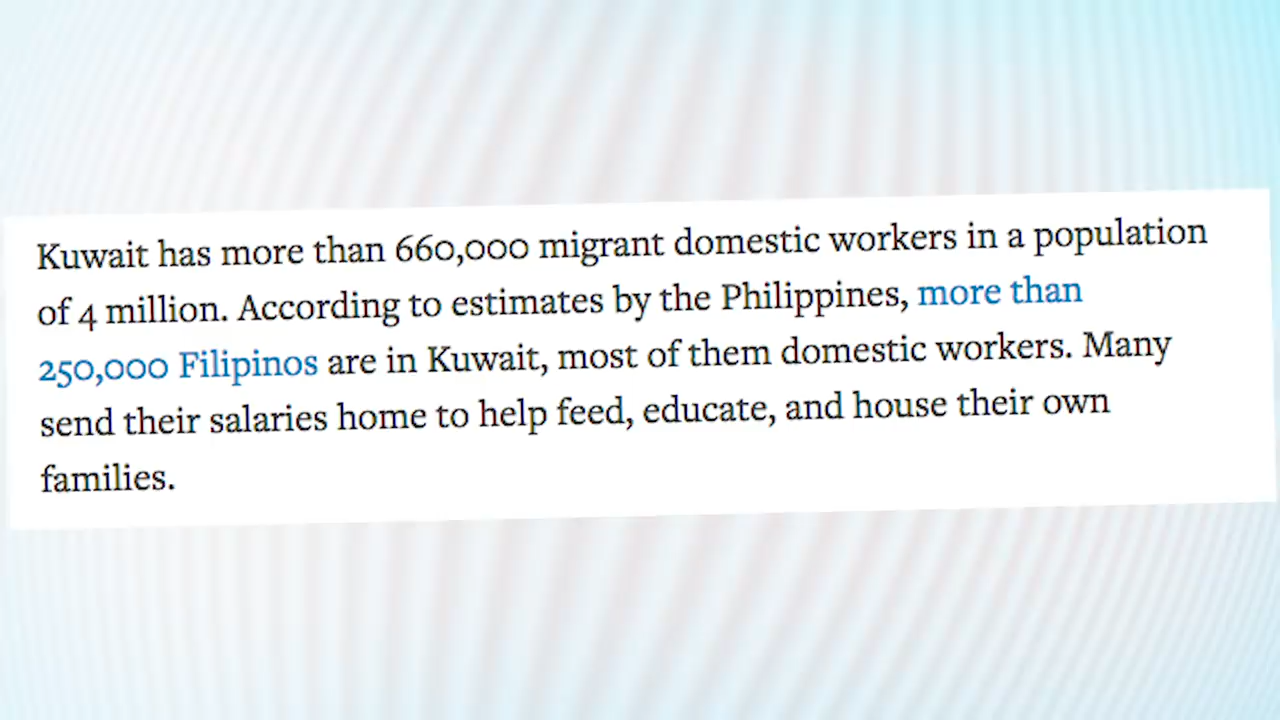 Kuwait has more than 660,000 migrant domestic workers in a population
of 4 million. According to estimates by the Philippines, more than
250,000 Filipinos are in Kuwait, most of them domestic workers. Many
send their salaries home to help feed, educate, and house their own
families.